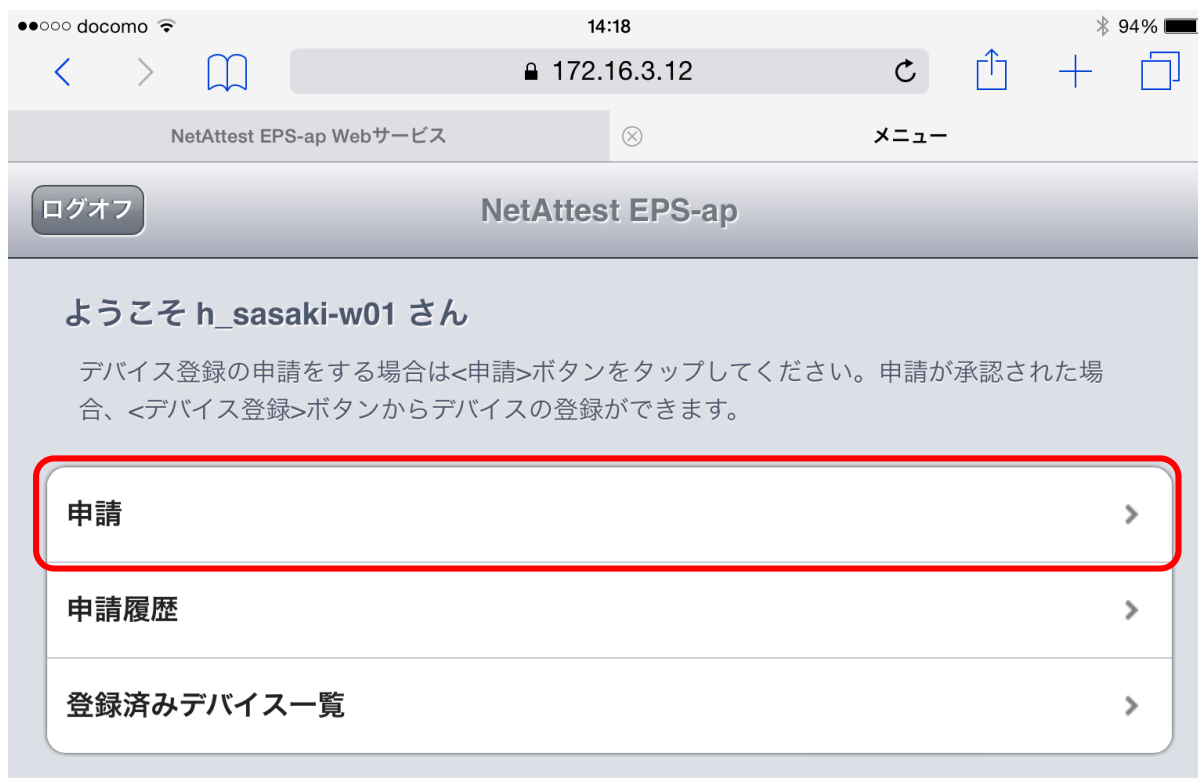 docomo 14:18 94%
172.16.3.12
NetAttest EPS-ap Webサービス メニュー
ログオフ NetAttest EPS-ap
ようこそ h_sasaki-w01 さん
デバイス登録の申請をする場合は<申請>ボタンをタップしてください。申請が承認された場
合、<デバイス登録>ボタンからデバイスの登録ができます。
申請
申請履歴
登録済みデバイス一覧